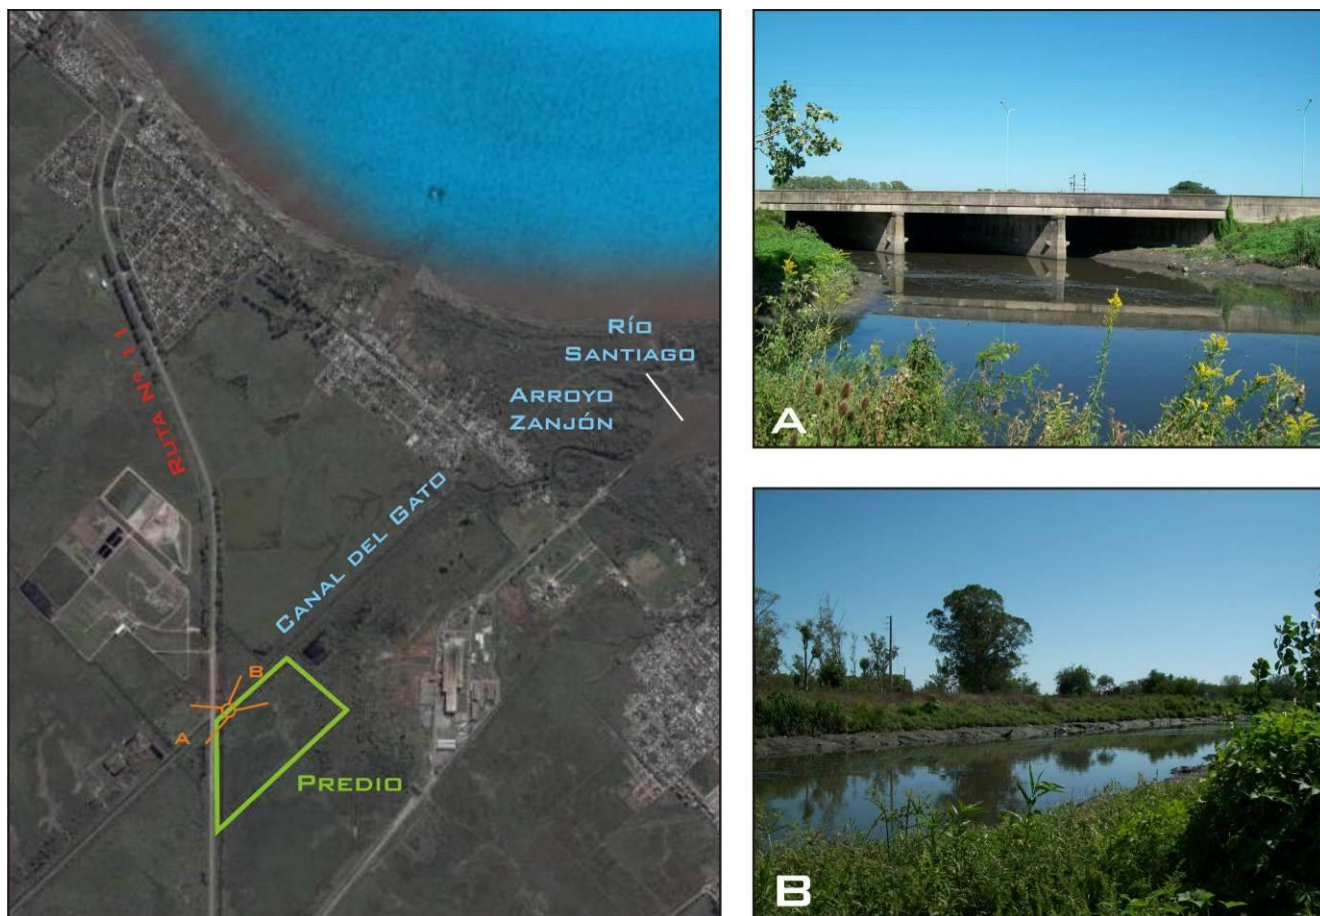 RUTA Nº 11
RÍO
SANTIAGO
ARROYO
ZANJÓN
CANAL DEL GATO
B
A
PREDIO
A
B